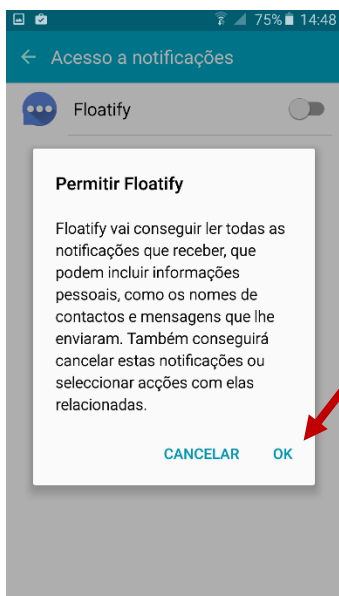 75% 14:48
Acesso a notificações
Floatify
Permitir Floatify
Floatify vai conseguir ler todas as
notificações que receber, que
podem incluir informações
pessoais, como os nomes de
contactos e mensagens que lhe
enviaram. Também conseguirá
cancelar estas notificações ou
seleccionar acções com elas
relacionadas.
CANCELAR OK